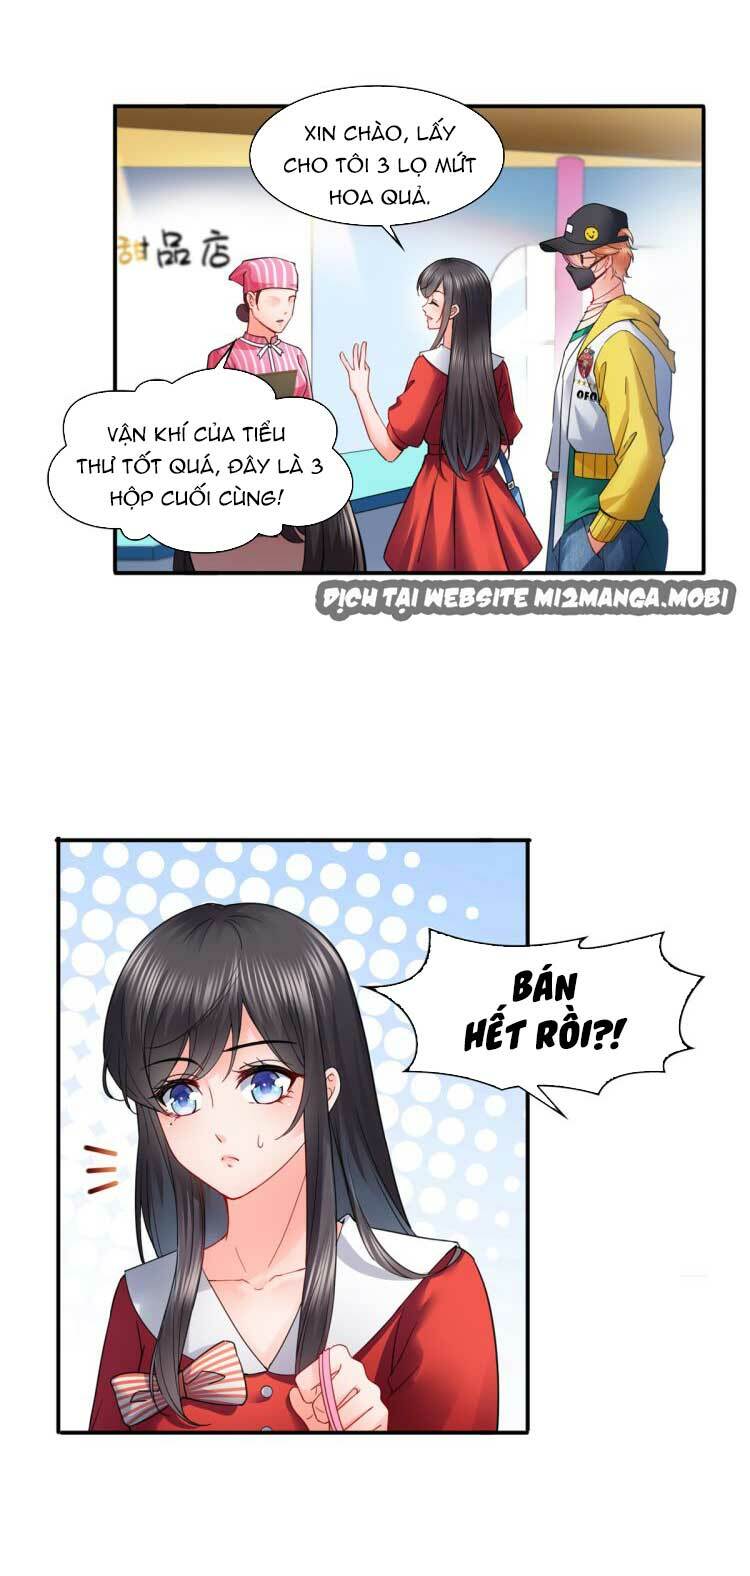 XIN CHÀO, LẤY
CHO TÔI 3 LỌ MỨT
HOA QUẢ.
甜品店
OFO
VẬN KHÍ CỦA TIỂU
THƯ TỐT QUÁ, ĐÂY LÀ 3
HỘP CUỐI CÙNG!
DỊCH TẠI WEBSITE MI2MANGA.MOBI
BÁN
HẾT RỒI?!